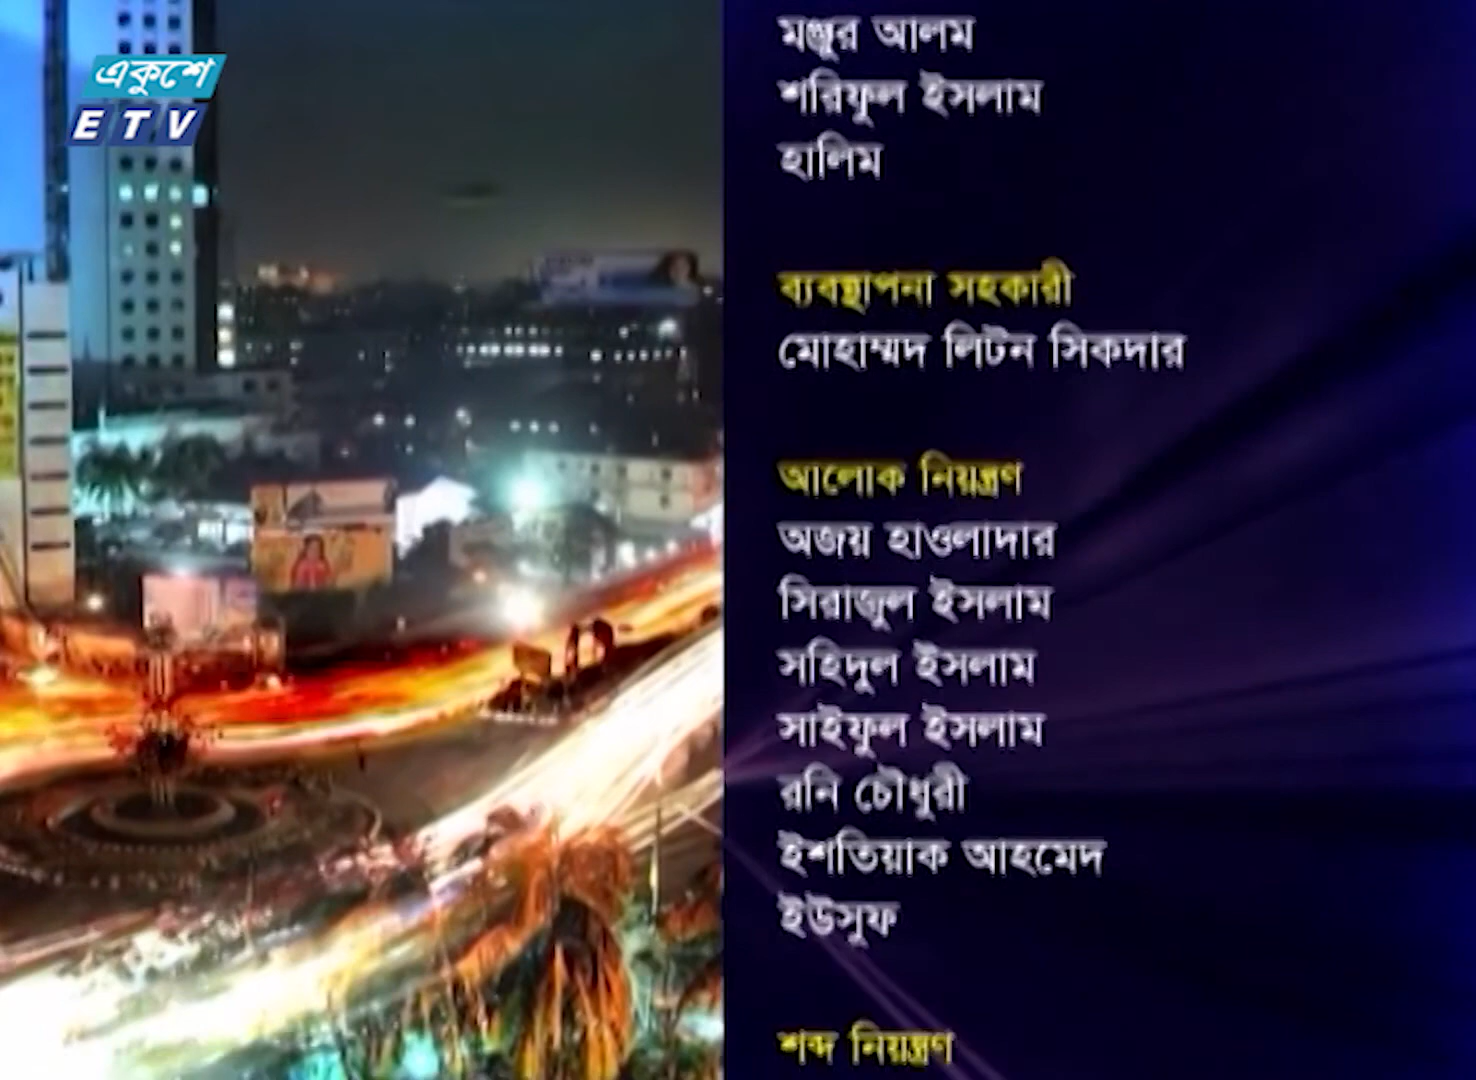 একুশে
ETV
মঞ্জুর আলম
শরিফুল ইসলাম
হালিম
ব্যবস্থাপনা সহকারী
মোহাম্মদ লিটন সিকদার
আলোক নিয়ন্ত্রণ
অজয় হাওলাদার
সিরাজুল ইসলাম
সহিদুল ইসলাম
সাইফুল ইসলাম
রনি চৌধুরী
ইশতিয়াক আহমেদ
ইউসুফ
শব্দ নিয়ন্ত্রণ